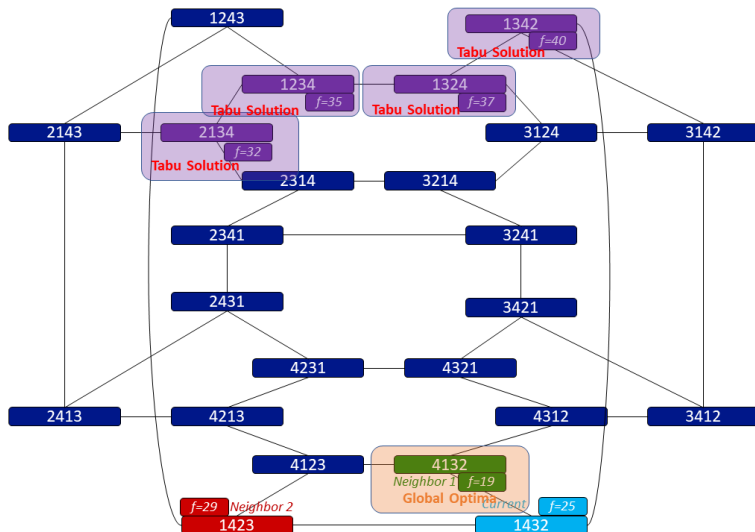 1243
1342
f=40
Tabu Solution
1234
f=35
Tabu Solution
1324
f=37
Tabu Solution
2143
2134
f=32
Tabu Solution
3124
3142
2314
3214
2341
3241
2431
3421
4231
4321
2413
4213
4312
3412
4123
4132
Neighbor 1
f=19
Global Optima
f=29
Neighbor 2
1423
Current
f=25
1432